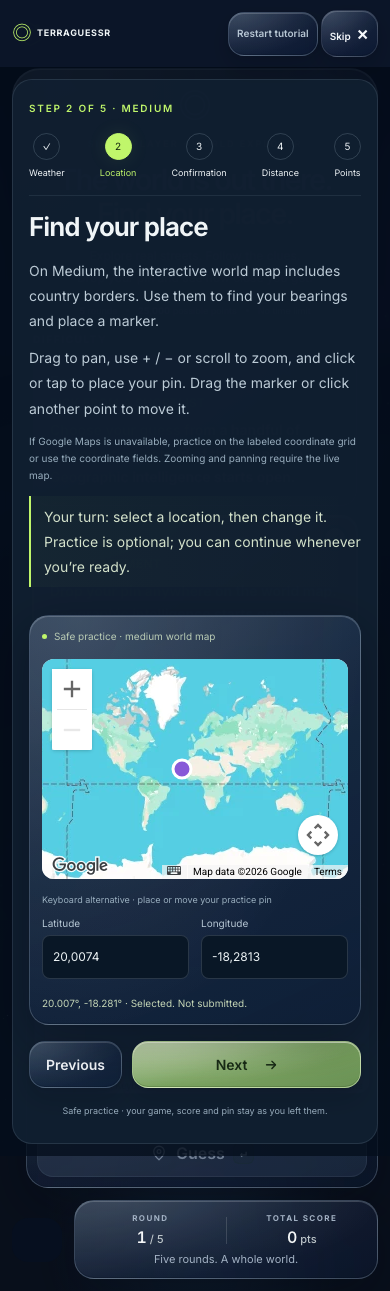 TERRAGUESSR
Restart tutorial
Skip ✕
STEP 2 OF 5 · MEDIUM
✓ 2 3 4 5
Weather Location Confirmation Distance Points
Find your place
On Medium, the interactive world map includes
country borders. Use them to find your bearings
and place a marker.
Drag to pan, use + / − or scroll to zoom, and click
or tap to place your pin. Drag the marker or click
another point to move it.
If Google Maps is unavailable, practice on the labeled coordinate grid
or use the coordinate fields. Zooming and panning require the live
map.
Your turn: select a location, then change it.
Practice is optional; you can continue whenever
you're ready.
Safe practice · medium world map
+
−
Google
Map data ©2026 Google Terms
Keyboard alternative · place or move your practice pin
Latitude Longitude
20,0074 -18,2813
20.007°, -18.281° · Selected. Not submitted.
Previous Next →
Safe practice · your game, score and pin stay as you left them.
Guess
ROUND TOTAL SCORE
1 / 5 0 pts
Five rounds. A whole world.